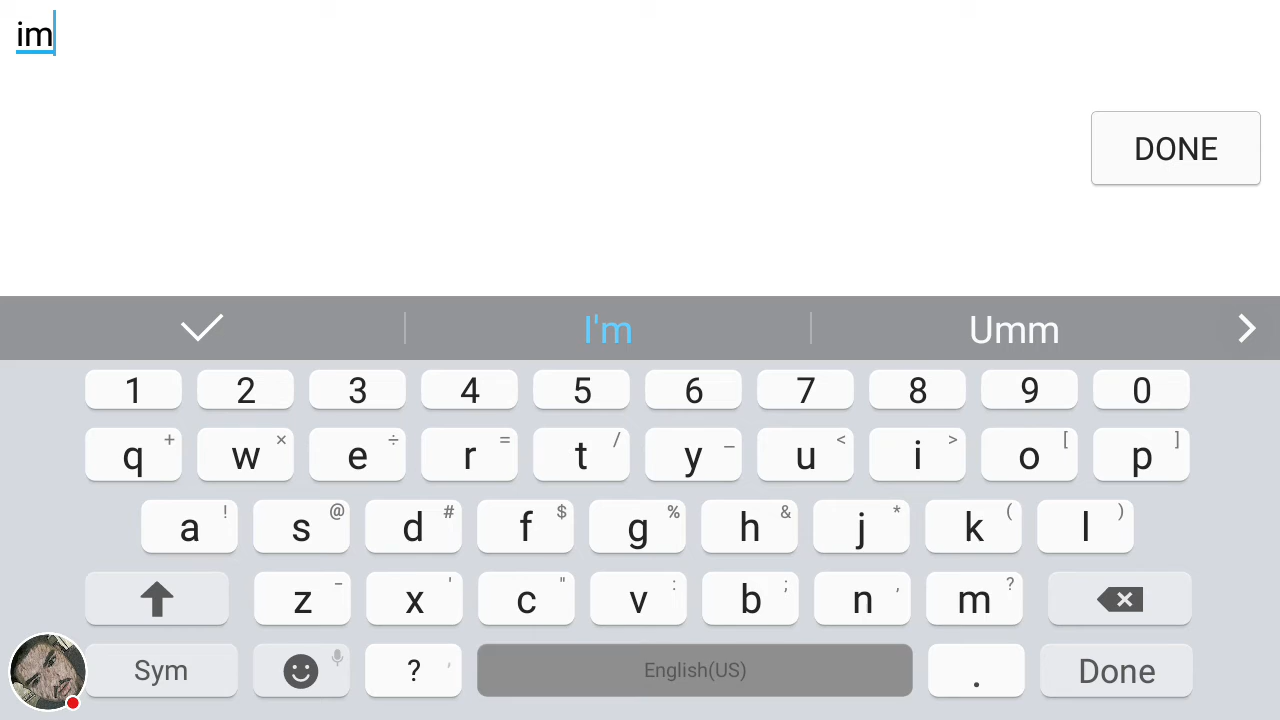 im
DONE
I'm Umm
1 2 3 4 5 6 7 8 9 0
q + w × e ÷ r = t / y _ u < i > o [ p ]
a ! s @ d # f $ g % h & j * k ( l )
z - x ' c " v : b ; n , m ?
Sym ? , English(US) . Done